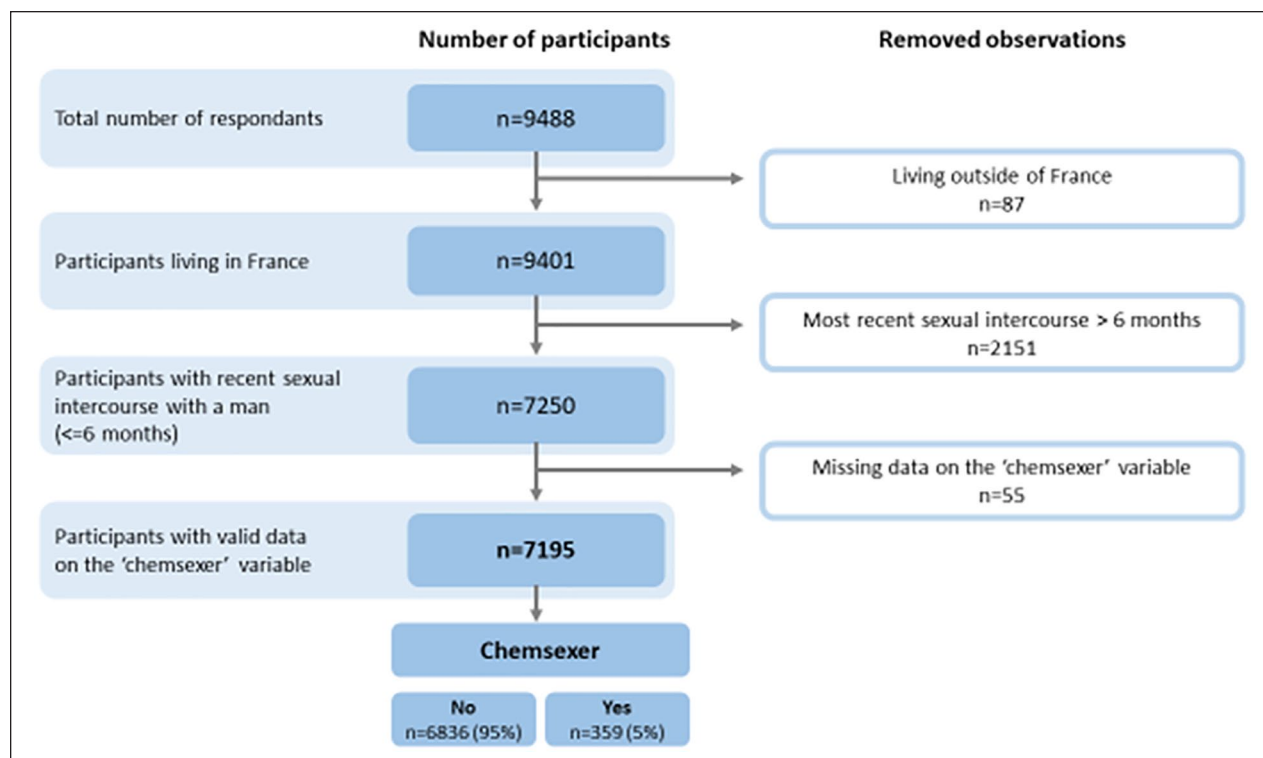 Number of participants
Removed observations
Total number of respondants
n=9488
Living outside of France
n=87
Participants living in France
n=9401
Most recent sexual intercourse > 6 months
n=2151
Participants with recent sexual
intercourse with a man
(<=6 months)
n=7250
Missing data on the 'chemsexer' variable
n=55
Participants with valid data
on the 'chemsexer' variable
n=7195
Chemsexer
No
n=6836 (95%)
Yes
n=359 (5%)